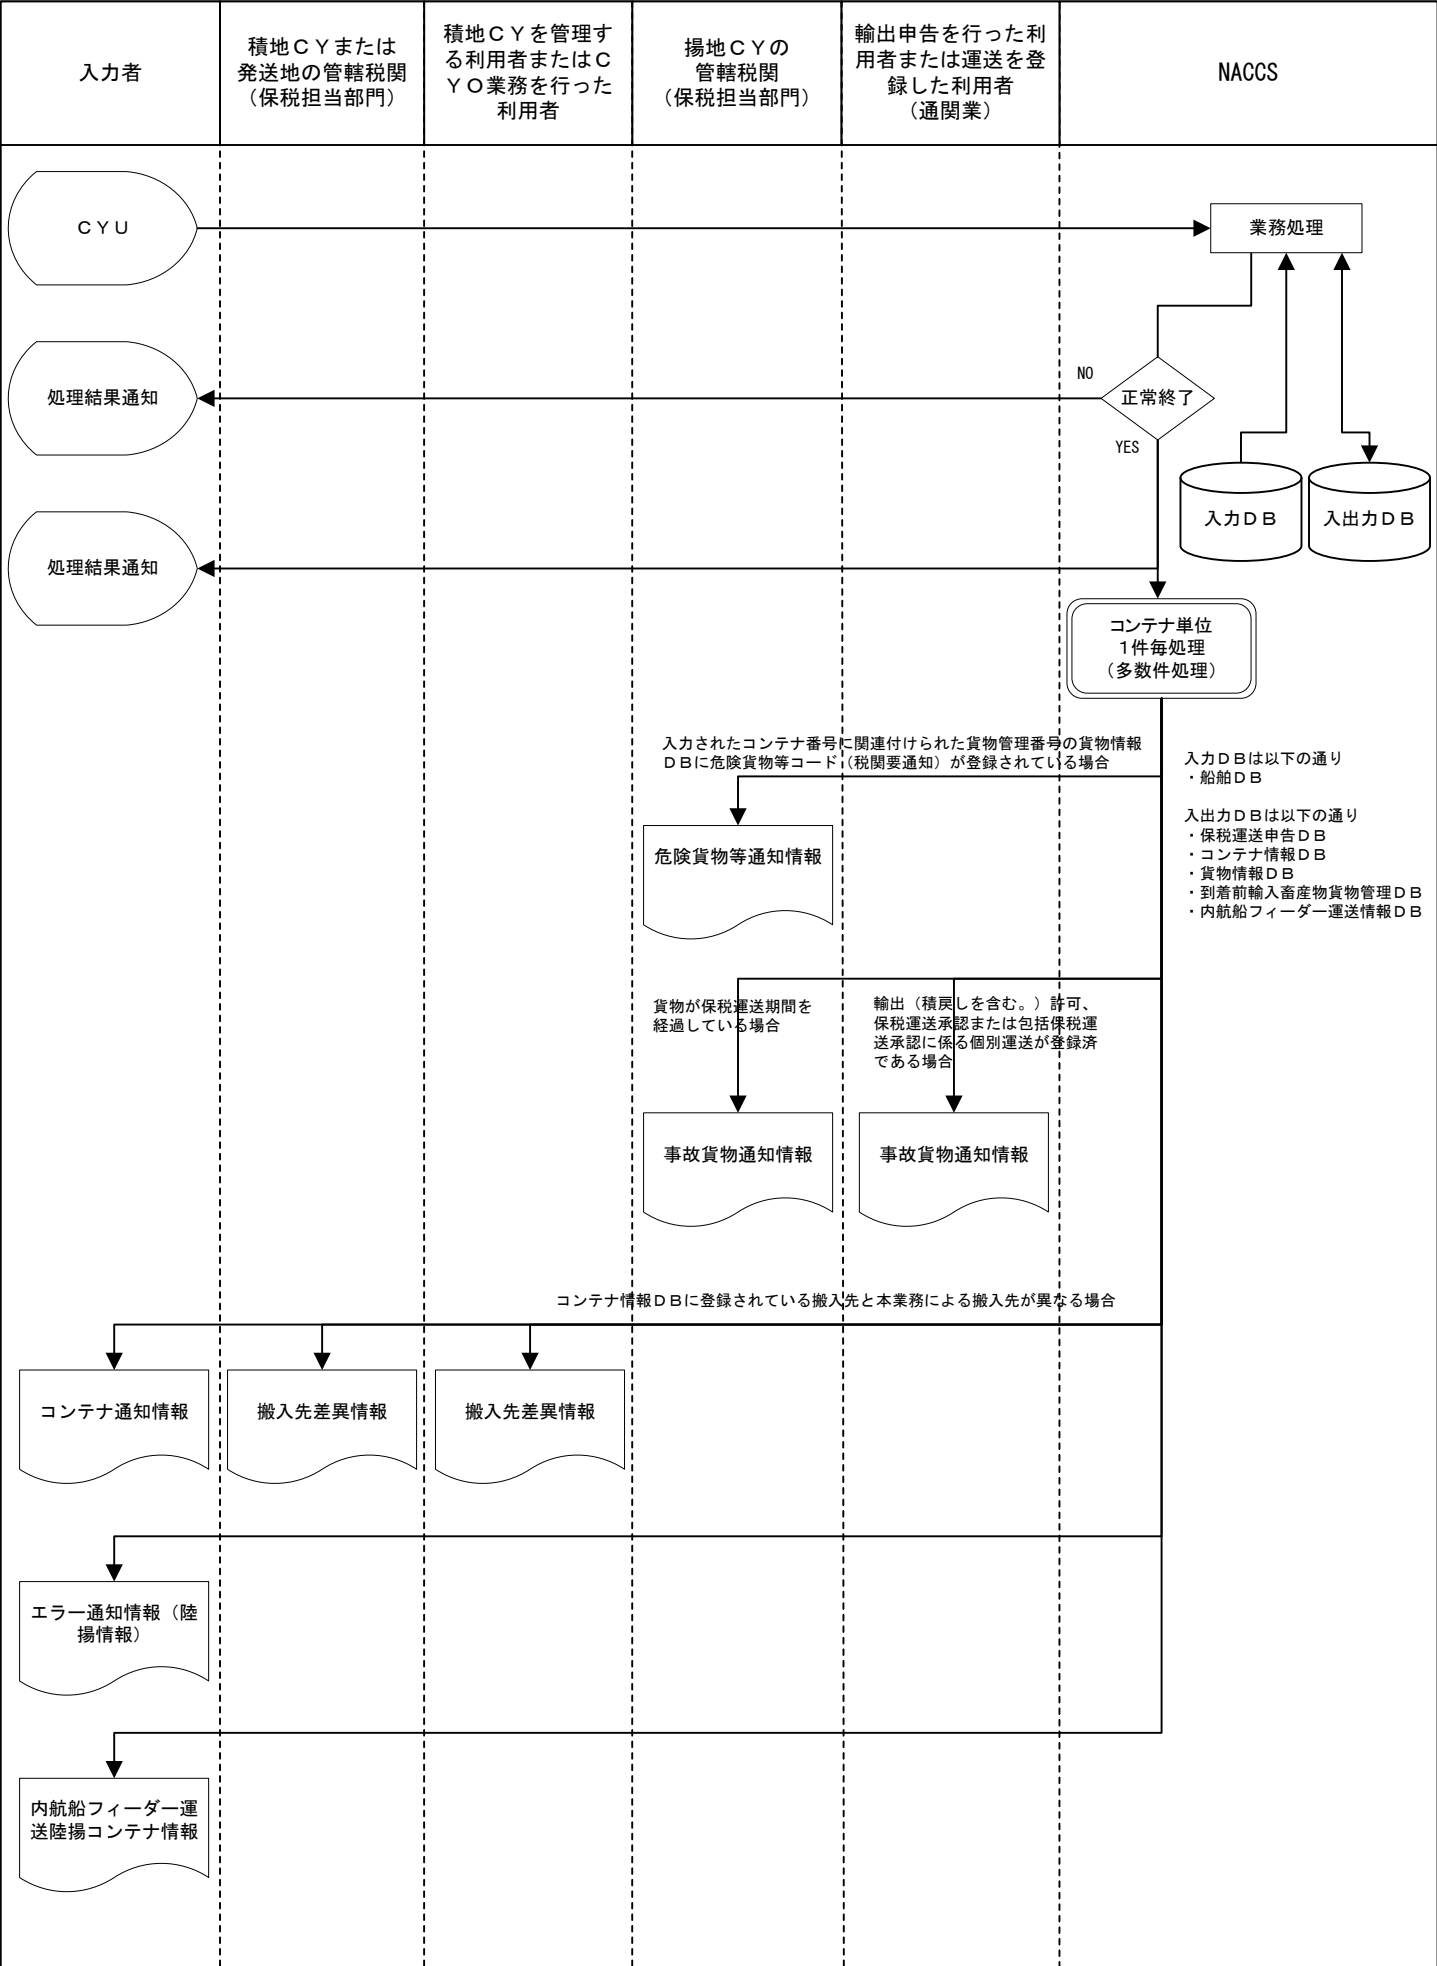 入力者
積地ＣＹまたは
発送地の管轄税関
（保税担当部門）
積地ＣＹを管理す
る利用者またはＣ
ＹＯ業務を行った
利用者
揚地ＣＹの
管轄税関
（保税担当部門）
輸出申告を行った利
用者または運送を登
録した利用者
（通関業）
NACCS
ＣＹＵ
業務処理
処理結果通知
NO
正常終了
YES
入力ＤＢ
入出力ＤＢ
処理結果通知
コンテナ単位
１件毎処理
（多数件処理）
入力されたコンテナ番号に関連付けられた貨物管理番号の貨物情報
ＤＢに危険貨物等コード（税関要通知）が登録されている場合
入力ＤＢは以下の通り
・船舶ＤＢ
入出力ＤＢは以下の通り
・保税運送申告ＤＢ
・コンテナ情報ＤＢ
・貨物情報ＤＢ
・到着前輸入畜産物貨物管理ＤＢ
・内航船フィーダー運送情報ＤＢ
危険貨物等通知情報
貨物が保税運送期間を
経過している場合
輸出（積戻しを含む。）許可、
保税運送承認または包括保税運
送承認に係る個別運送が登録済
である場合
事故貨物通知情報
事故貨物通知情報
コンテナ情報ＤＢに登録されている搬入先と本業務による搬入先が異なる場合
コンテナ通知情報
搬入先差異情報
搬入先差異情報
エラー通知情報（陸
揚情報）
内航船フィーダー運
送陸揚コンテナ情報